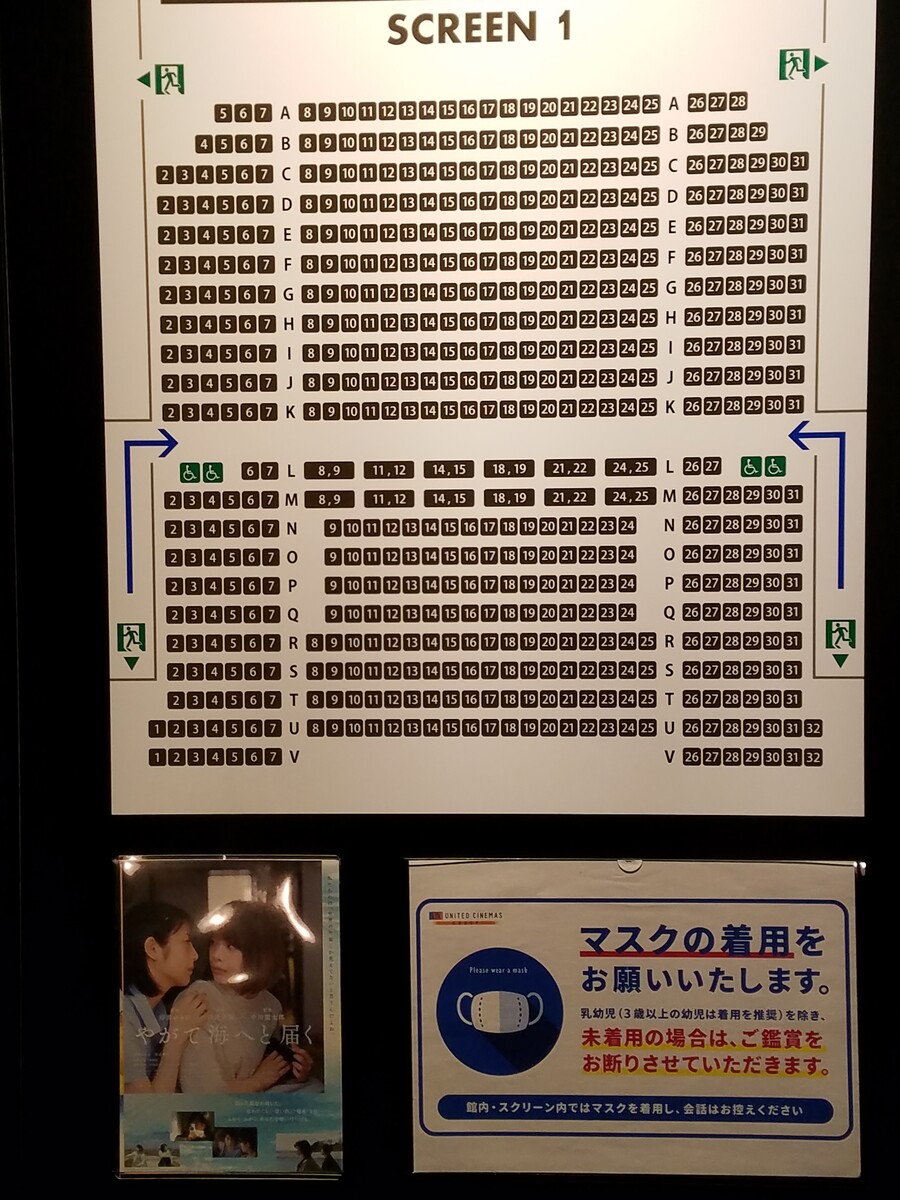 SCREEN 1
5 6 7 A 8 9 10 11 12 13 14 15 16 17 18 19 20 21 22 23 24 25 A 26 27 28
4 5 6 7 B 8 9 10 11 12 13 14 15 16 17 18 19 20 21 22 23 24 25 B 26 27 28 29
2 3 4 5 6 7 C 8 9 10 11 12 13 14 15 16 17 18 19 20 21 22 23 24 25 C 26 27 28 29 30 31
2 3 4 5 6 7 D 8 9 10 11 12 13 14 15 16 17 18 19 20 21 22 23 24 25 D 26 27 28 29 30 31
2 3 4 5 6 7 E 8 9 10 11 12 13 14 15 16 17 18 19 20 21 22 23 24 25 E 26 27 28 29 30 31
2 3 4 5 6 7 F 8 9 10 11 12 13 14 15 16 17 18 19 20 21 22 23 24 25 F 26 27 28 29 30 31
2 3 4 5 6 7 G 8 9 10 11 12 13 14 15 16 17 18 19 20 21 22 23 24 25 G 26 27 28 29 30 31
2 3 4 5 6 7 H 8 9 10 11 12 13 14 15 16 17 18 19 20 21 22 23 24 25 H 26 27 28 29 30 31
2 3 4 5 6 7 I 8 9 10 11 12 13 14 15 16 17 18 19 20 21 22 23 24 25 I 26 27 28 29 30 31
2 3 4 5 6 7 J 8 9 10 11 12 13 14 15 16 17 18 19 20 21 22 23 24 25 J 26 27 28 29 30 31
2 3 4 5 6 7 K 8 9 10 11 12 13 14 15 16 17 18 19 20 21 22 23 24 25 K 26 27 28 29 30 31
6 7 L 8,9 11,12 14,15 18,19 21,22 24,25 L 26 27
2 3 4 5 6 7 M 8,9 11,12 14,15 18,19 21,22 24,25 M 26 27 28 29 30 31
2 3 4 5 6 7 N 9 10 11 12 13 14 15 16 17 18 19 20 21 22 23 24 N 26 27 28 29 30 31
2 3 4 5 6 7 O 9 10 11 12 13 14 15 16 17 18 19 20 21 22 23 24 O 26 27 28 29 30 31
2 3 4 5 6 7 P 9 10 11 12 13 14 15 16 17 18 19 20 21 22 23 24 P 26 27 28 29 30 31
2 3 4 5 6 7 Q 9 10 11 12 13 14 15 16 17 18 19 20 21 22 23 24 Q 26 27 28 29 30 31
2 3 4 5 6 7 R 8 9 10 11 12 13 14 15 16 17 18 19 20 21 22 23 24 25 R 26 27 28 29 30 31
2 3 4 5 6 7 S 8 9 10 11 12 13 14 15 16 17 18 19 20 21 22 23 24 25 S 26 27 28 29 30 31
2 3 4 5 6 7 T 8 9 10 11 12 13 14 15 16 17 18 19 20 21 22 23 24 25 T 26 27 28 29 30 31
1 2 3 4 5 6 7 U 8 9 10 11 12 13 14 15 16 17 18 19 20 21 22 23 24 25 U 26 27 28 29 30 31 32
1 2 3 4 5 6 7 V V 26 27 28 29 30 31 32
やがて海へと届く
UNITED CINEMAS
Please wear a mask
マスクの着用を
お願いいたします。
乳幼児(3歳以上の幼児は着用を推奨)を除き、
未着用の場合は、ご鑑賞を
お断りさせていただきます。
館内・スクリーン内ではマスクを着用し、会話はお控えください